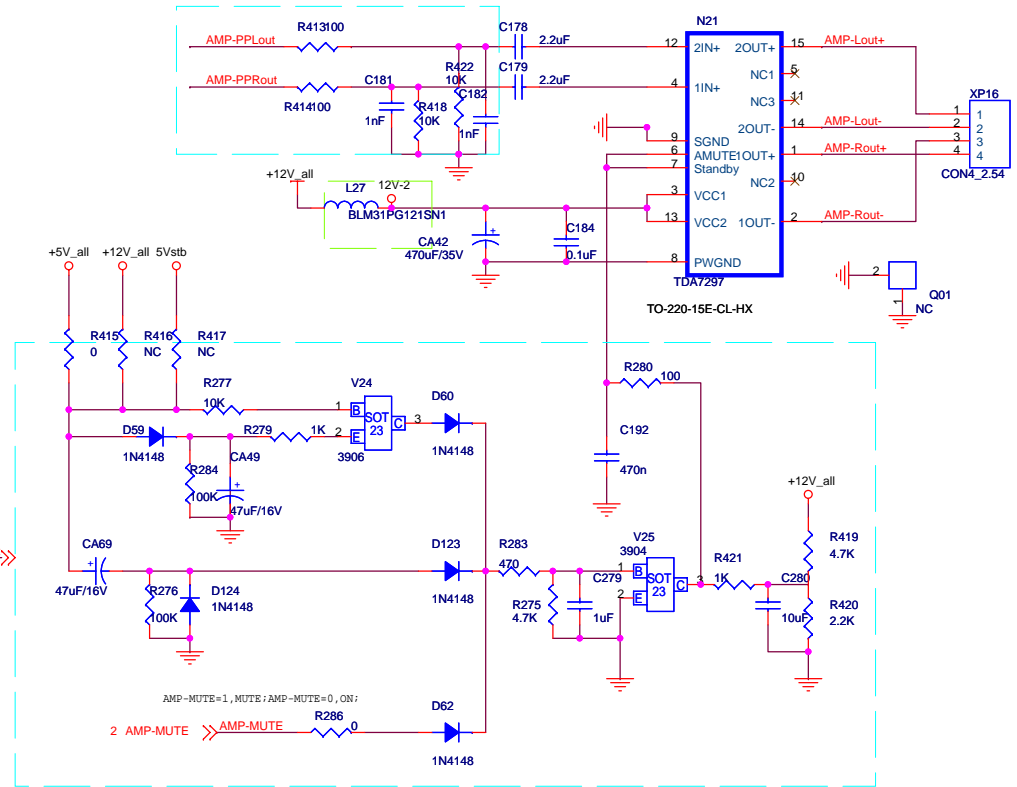 N21
R413100
C178
AMP-PPLout
2.2uF
12
2IN+
2OUT+
15
AMP-Lout+
R422
10K
C179
NC1
5
AMP-PPRout
C181
2.2uF
4
1IN+
C182
NC3
11
XP16
R414100
R418
10K
1nF
1nF
2OUT-
14
AMP-Lout-
1
2
3
4
1
2
3
4
9
SGND
6
AMUTE
1OUT+
1
AMP-Rout+
7
Standby
CON4_2.54
+12V_all
L27
12V-2
NC2
10
3
VCC1
BLM31PG121SN1
13
VCC2
1OUT-
2
AMP-Rout-
CA42
470uF/35V
C184
0.1uF
8
PWGND
TDA7297
2
1
Q01
NC
TO-220-15E-CL-HX
+5V_all
+12V_all
5Vstb
R415
0
R416
NC
R417
NC
R280
100
R277
10K
V24
1
B
SOT
23
C
3
D60
R279
1K
2
E
3906
1N4148
D59
1N4148
CA49
R284
100K
47uF/16V
C192
470n
+12V_all
CA69
47uF/16V
D123
1N4148
R283
470
V25
3904
R421
1K
R419
4.7K
1
B
SOT
23
C
3
2
E
C279
1uF
C280
10uF
R276
100K
D124
1N4148
R275
4.7K
R420
2.2K
AMP-MUTE=1,MUTE;AMP-MUTE=0,ON;
R286
0
D62
2 AMP-MUTE
AMP-MUTE
1N4148